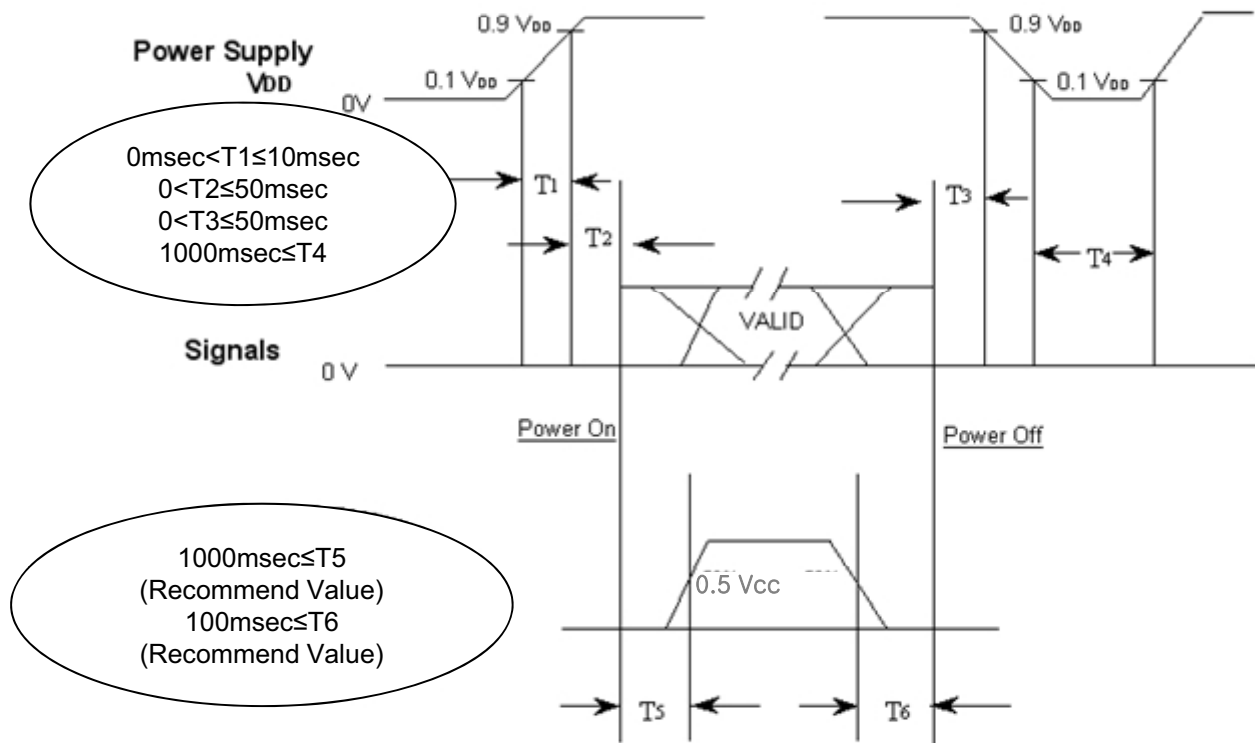 0.9 VDD
0.9 VDD
Power Supply
VDD
0.1 VDD
0.1 VDD
0V
0msec<T1≤10msec
0<T2≤50msec
0<T3≤50msec
1000msec≤T4
T1
T3
T2
T4
VALID
Signals
0 V
Power On
Power Off
1000msec≤T5
(Recommend Value)
100msec≤T6
(Recommend Value)
0.5 Vcc
T5
T6